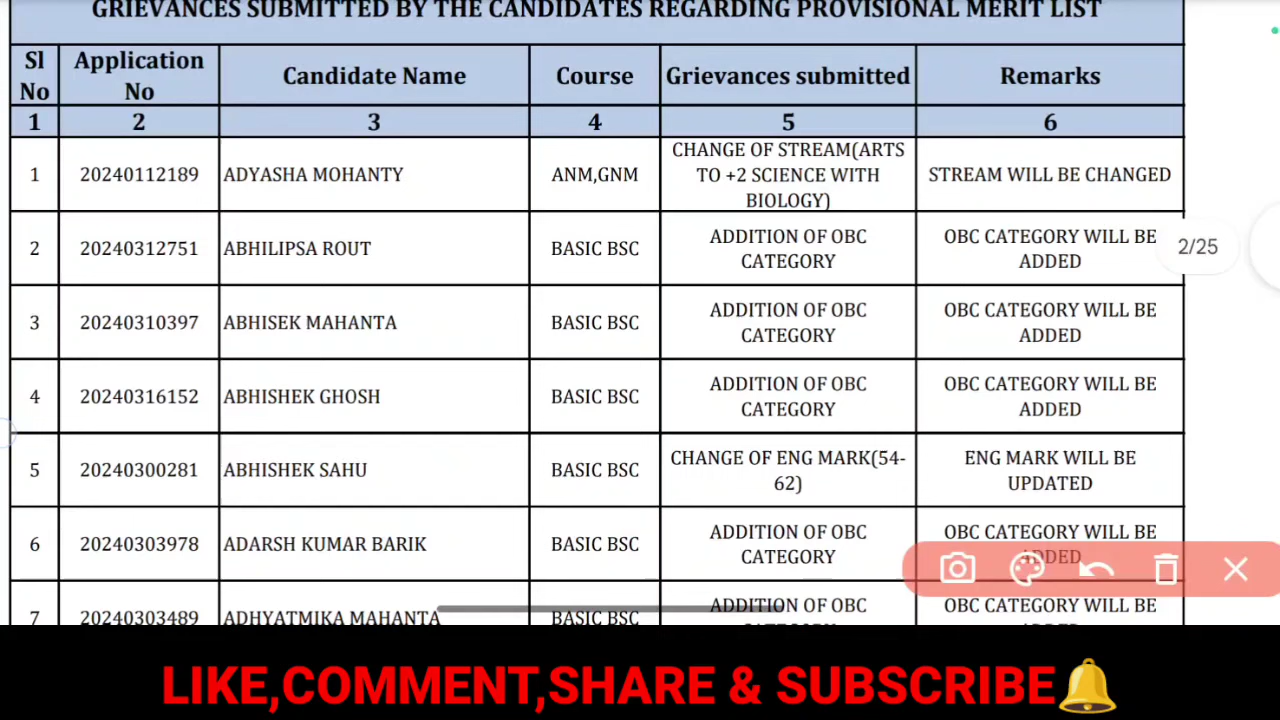 GRIEVANCES SUBMITTED BY THE CANDIDATES REGARDING PROVISIONAL MERIT LIST
Sl No Application No Candidate Name Course Grievances submitted Remarks
1 2 3 4 5 6
1 20240112189 ADYASHA MOHANTY ANM,GNM CHANGE OF STREAM(ARTS TO +2 SCIENCE WITH BIOLOGY) STREAM WILL BE CHANGED
2 20240312751 ABHILIPSA ROUT BASIC BSC ADDITION OF OBC CATEGORY OBC CATEGORY WILL BE ADDED
2/25
3 20240310397 ABHISEK MAHANTA BASIC BSC ADDITION OF OBC CATEGORY OBC CATEGORY WILL BE ADDED
4 20240316152 ABHISHEK GHOSH BASIC BSC ADDITION OF OBC CATEGORY OBC CATEGORY WILL BE ADDED
5 20240300281 ABHISHEK SAHU BASIC BSC CHANGE OF ENG MARK(54-62) ENG MARK WILL BE UPDATED
6 20240303978 ADARSH KUMAR BARIK BASIC BSC ADDITION OF OBC CATEGORY OBC CATEGORY WILL BE ADDED
7 20240303489 ADHYATMIKA MAHANTA BASIC BSC ADDITION OF OBC OBC CATEGORY WILL BE
LIKE,COMMENT,SHARE & SUBSCRIBE🔔